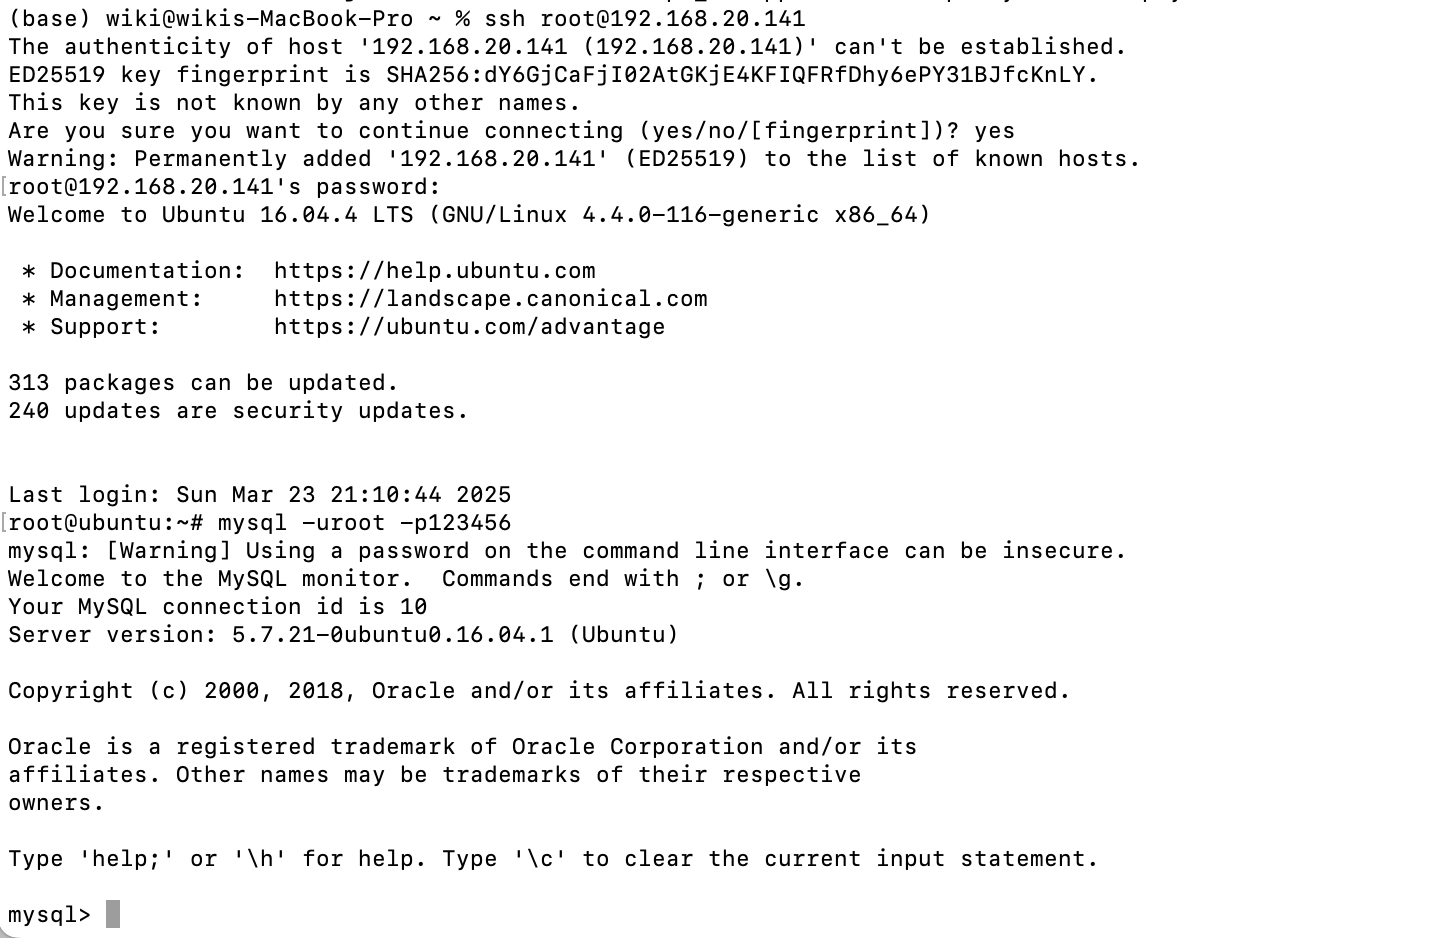 (base) wiki@wikis-MacBook-Pro ~ % ssh root@192.168.20.141
The authenticity of host '192.168.20.141 (192.168.20.141)' can't be established.
ED25519 key fingerprint is SHA256:dY6GjCaFjI02AtGKjE4KFIQFRfDhy6ePY31BJfcKnLY.
This key is not known by any other names.
Are you sure you want to continue connecting (yes/no/[fingerprint])? yes
Warning: Permanently added '192.168.20.141' (ED25519) to the list of known hosts.
[root@192.168.20.141's password:
Welcome to Ubuntu 16.04.4 LTS (GNU/Linux 4.4.0-116-generic x86_64)

 * Documentation:  https://help.ubuntu.com
 * Management:     https://landscape.canonical.com
 * Support:        https://ubuntu.com/advantage

313 packages can be updated.
240 updates are security updates.


Last login: Sun Mar 23 21:10:44 2025
[root@ubuntu:~# mysql -uroot -p123456
mysql: [Warning] Using a password on the command line interface can be insecure.
Welcome to the MySQL monitor.  Commands end with ; or \g.
Your MySQL connection id is 10
Server version: 5.7.21-0ubuntu0.16.04.1 (Ubuntu)

Copyright (c) 2000, 2018, Oracle and/or its affiliates. All rights reserved.

Oracle is a registered trademark of Oracle Corporation and/or its
affiliates. Other names may be trademarks of their respective
owners.

Type 'help;' or '\h' for help. Type '\c' to clear the current input statement.

mysql>